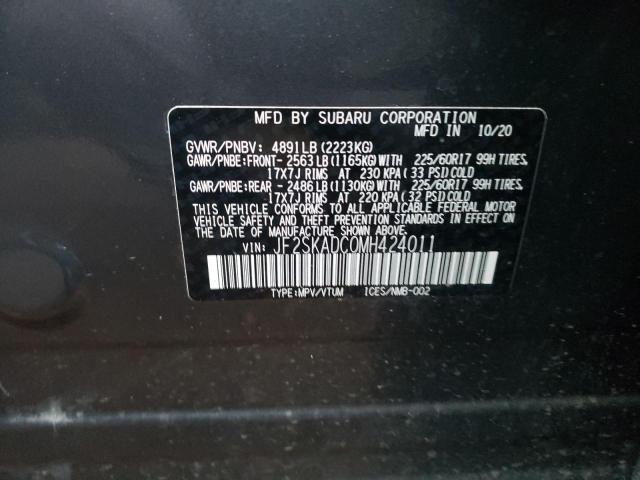 MFD BY SUBARU CORPORATION
MFD IN 10/20
GVWR/PNBV: 4891LB(2223KG)
GAWR/PNBE:FRONT- 2563LB(1165KG)WITH 225/60R17 99H TIRES,
17X7J RIMS AT 230 KPA(33 PSI)COLD
GAWR/PNBE:REAR - 2486LB(1130KG)WITH 225/60R17 99H TIRES,
17X7J RIMS AT 220 KPA(32 PSI)COLD
THIS VEHICLE CONFORMS TO ALL APPLICABLE FEDERAL MOTOR
VEHICLE SAFETY AND THEFT PREVENTION STANDARDS IN EFFECT ON
THE DATE OF MANUFACTURE SHOWN ABOVE.
VIN: JF2SKADC0MH424011
TYPE:MPV/VTUM ICES/NMB-002